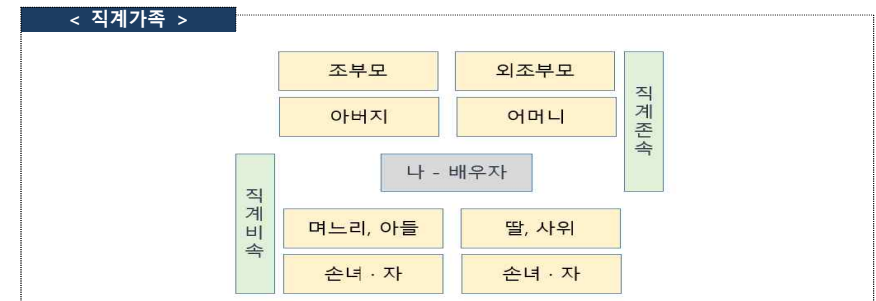 < 직계가족 >
조부모 외조부모
아버지 어머니
직계존속
나 - 배우자
직계비속
며느리, 아들 딸, 사위
손녀 · 자 손녀 · 자